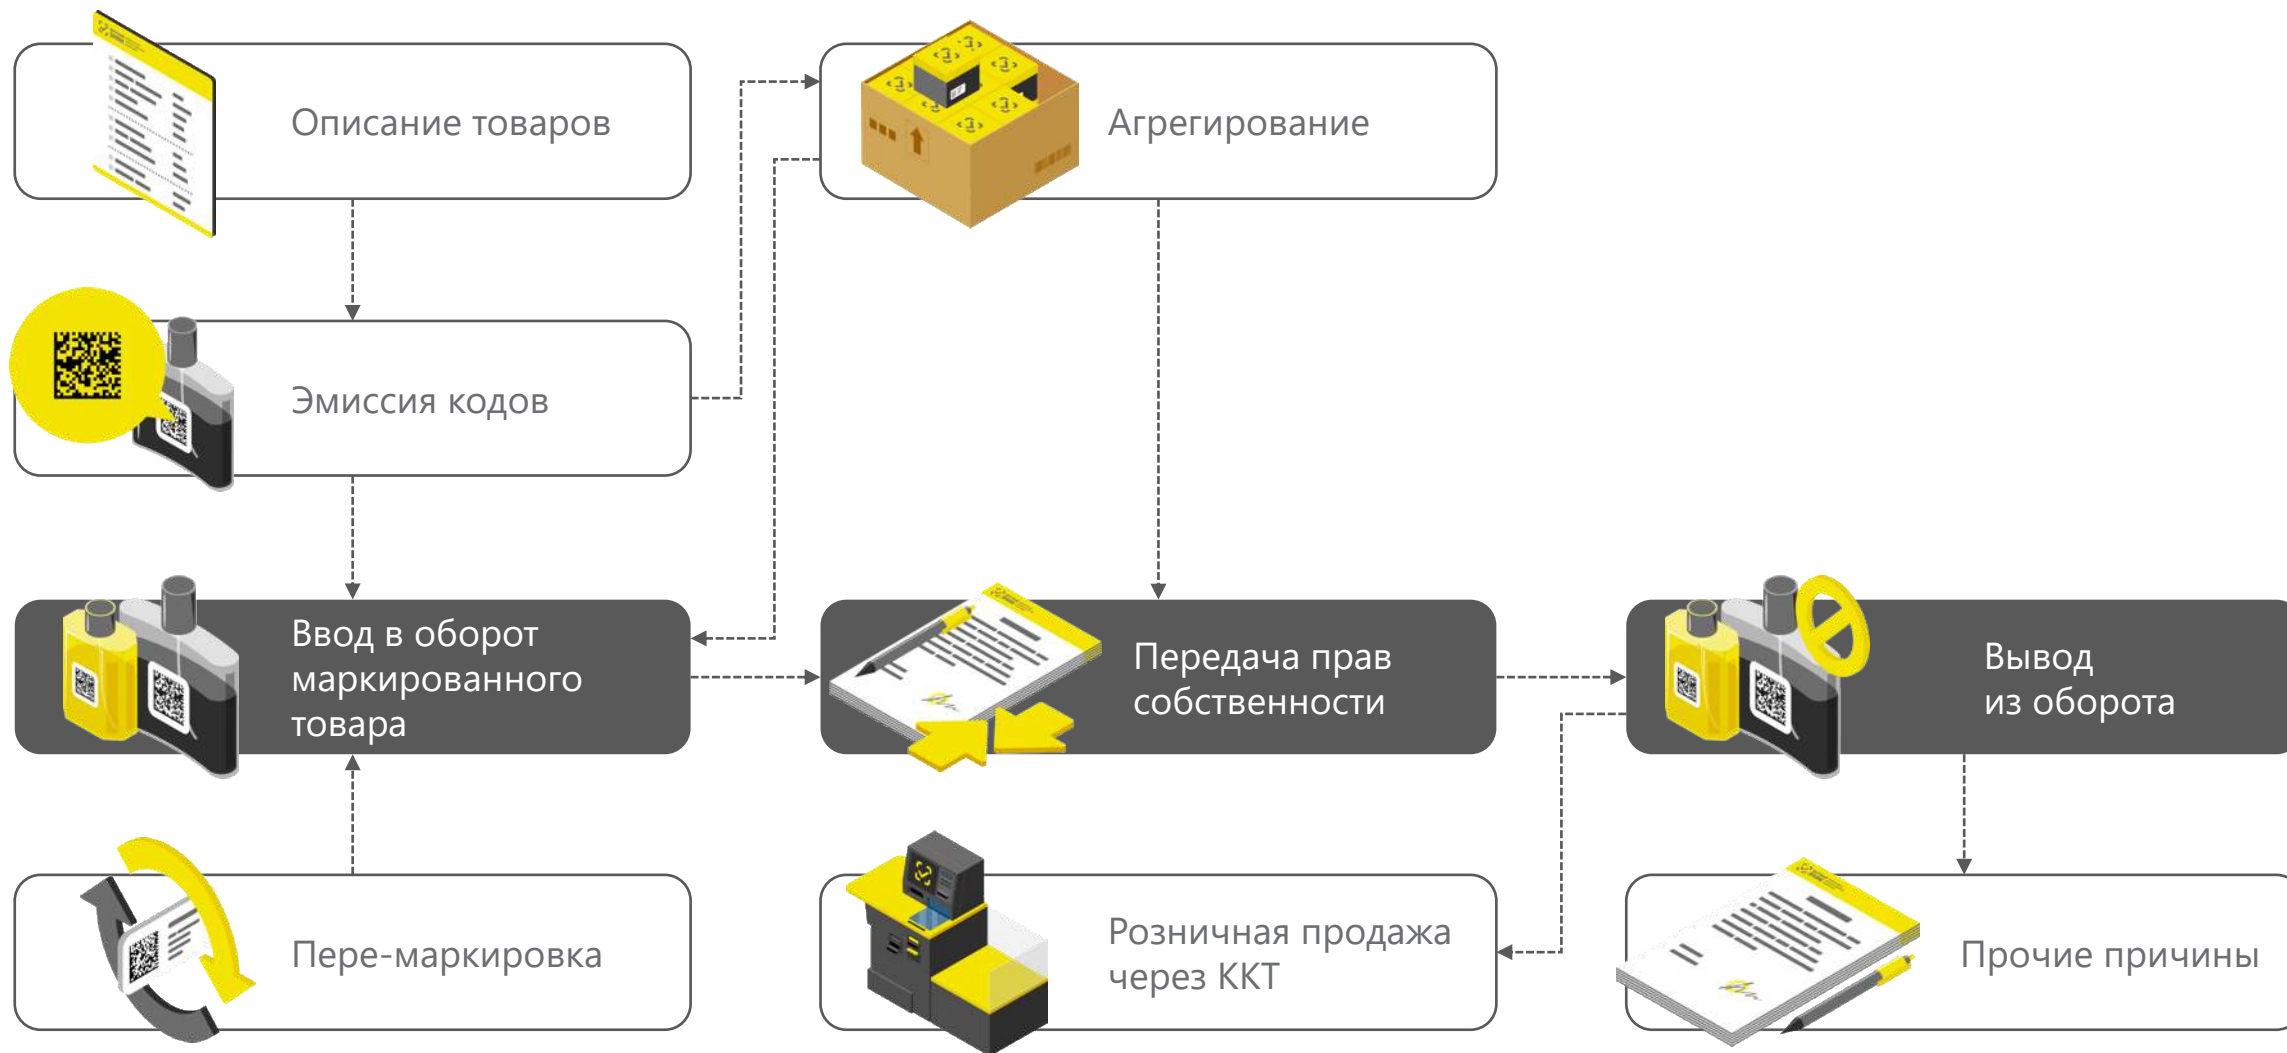 Описание товаров
Агрегирование
Эмиссия кодов
Ввод в оборот
маркированного
товара
Передача прав
собственности
Вывод
из оборота
Пере-маркировка
Розничная продажа
через ККТ
Прочие причины